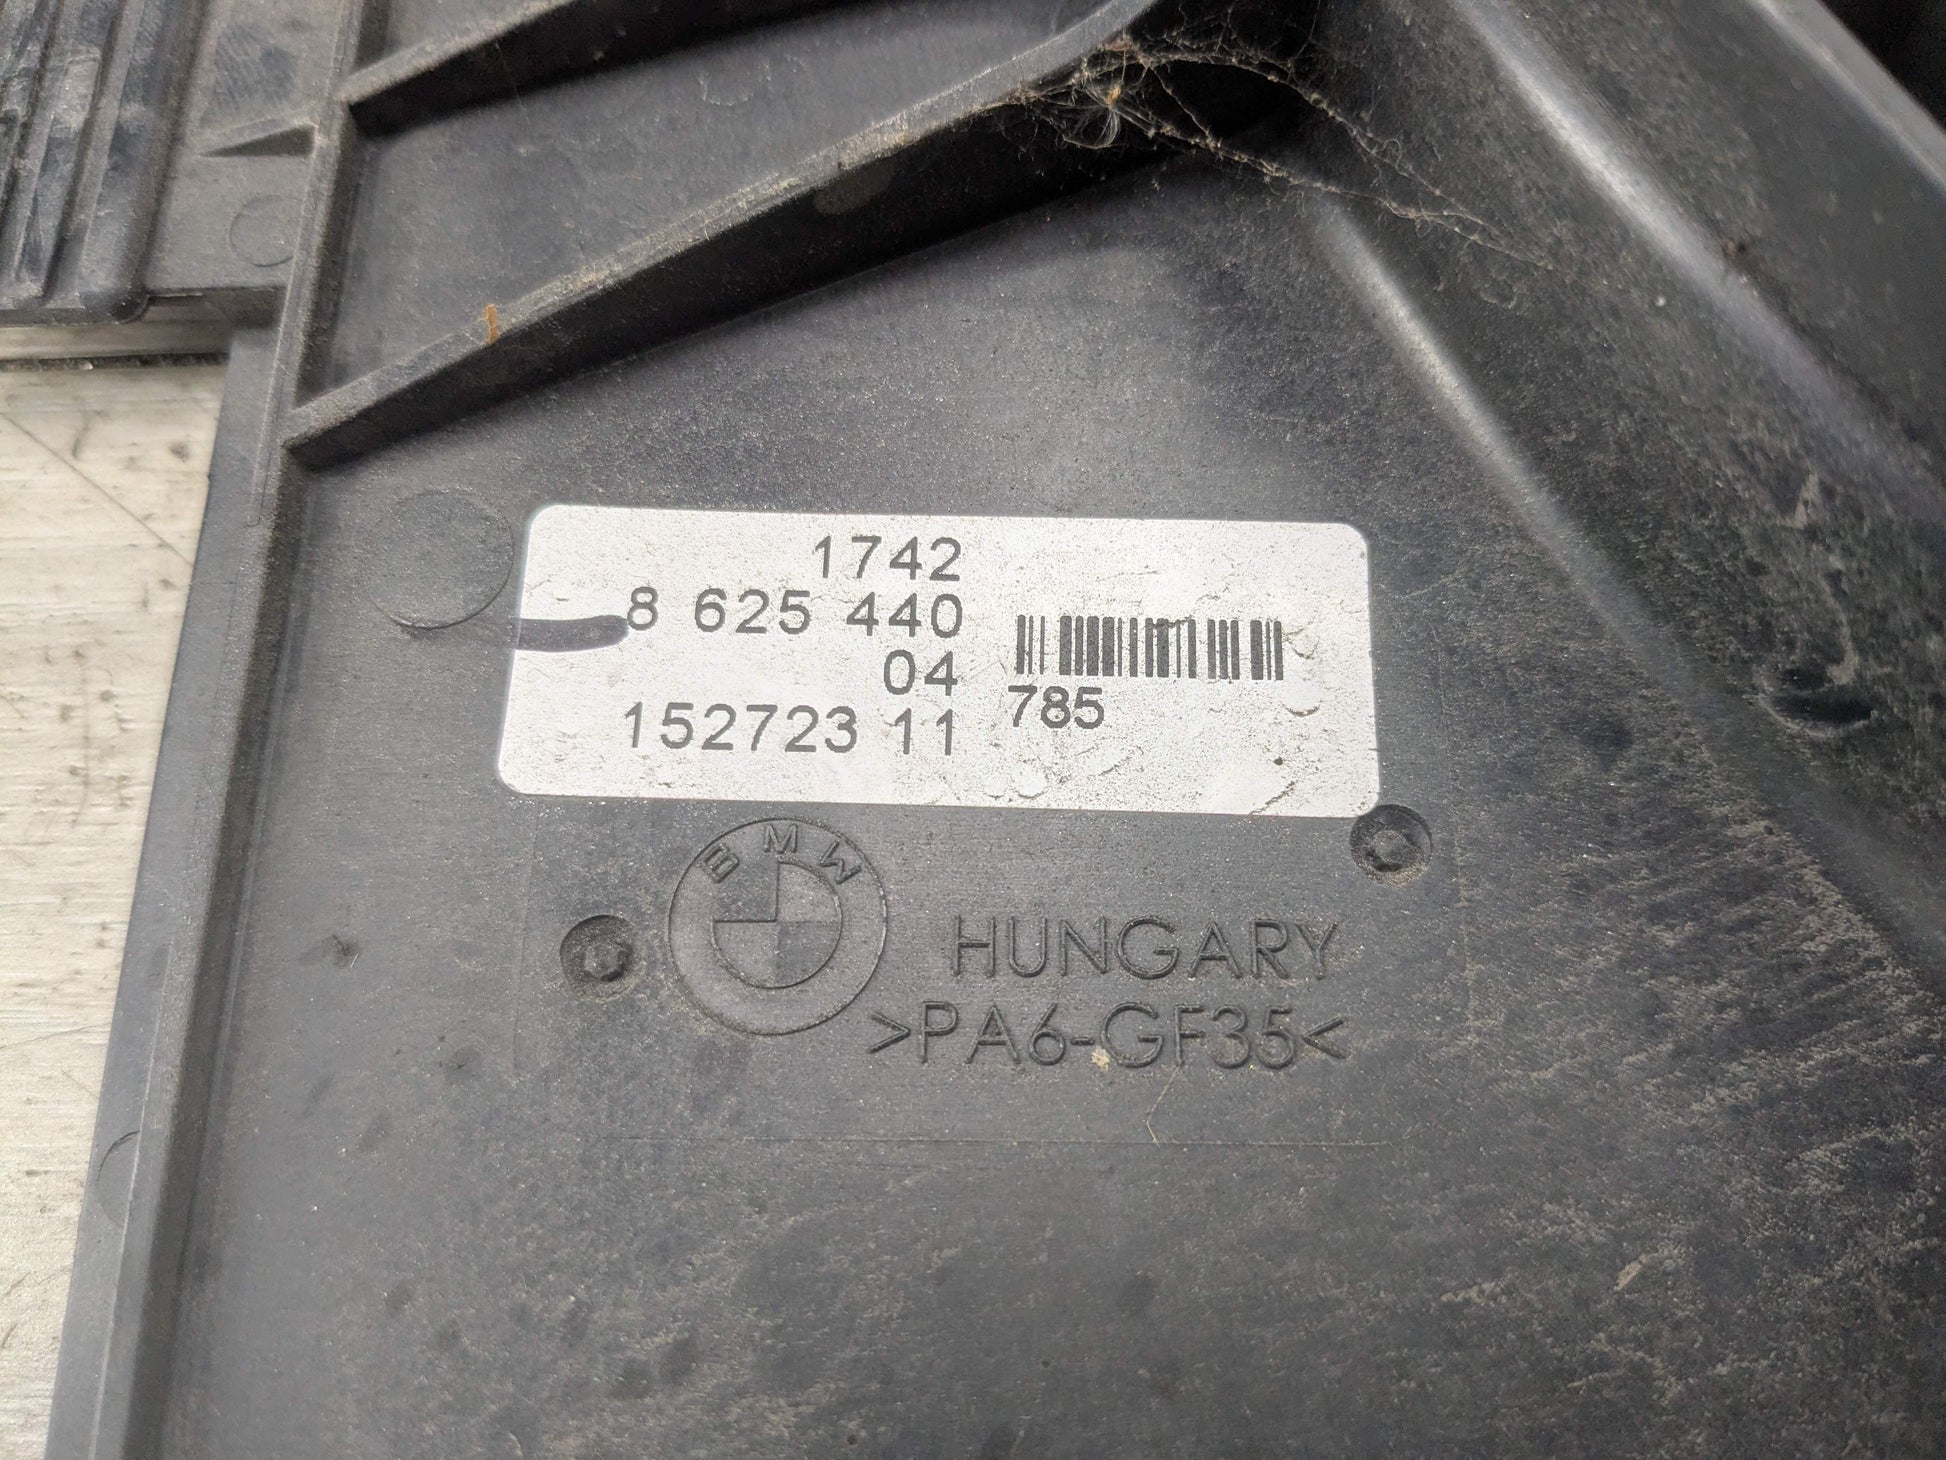 1742
8 625 440
04
785
152723 11
BMW
HUNGARY
>PA6-GF35<